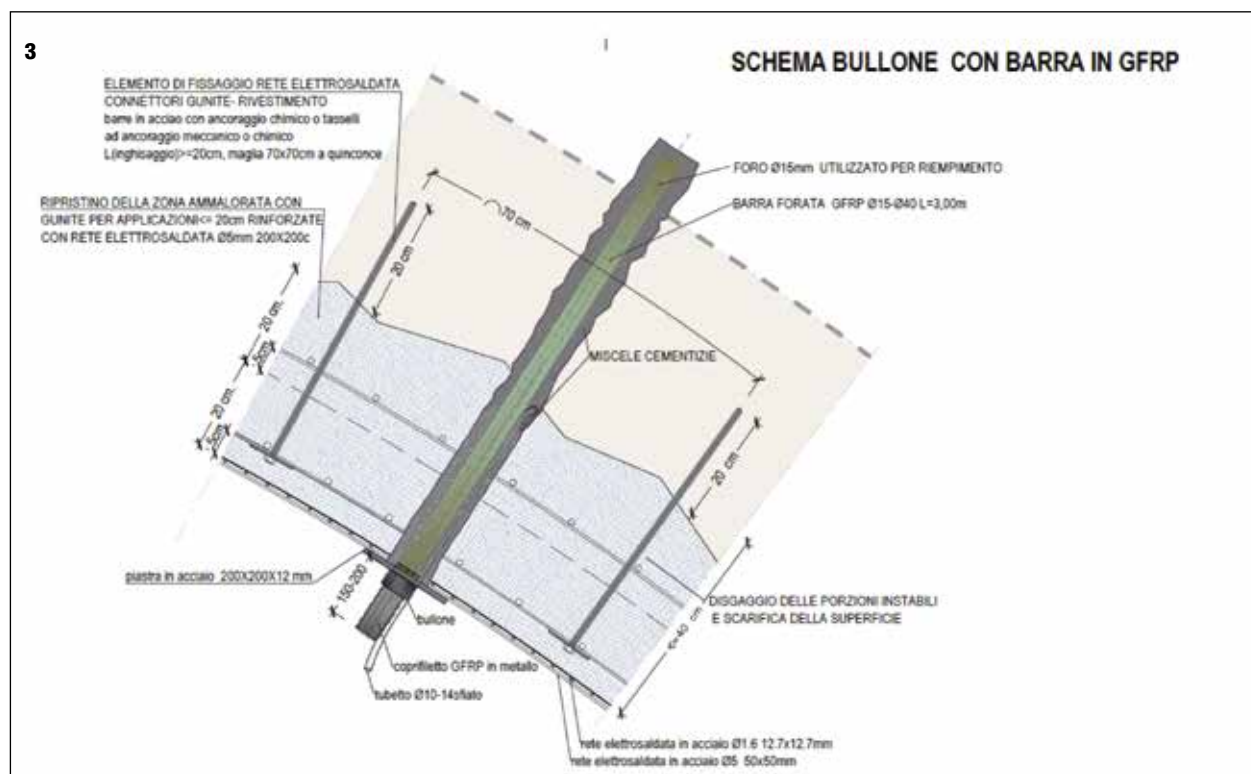 3
SCHEMA BULLONE CON BARRA IN GFRP
ELEMENTO DI FISSAGGIO RETE ELETTROSALDATA
CONNETTORI GUNITE- RIVESTIMENTO
barre in acciao con ancoraggio chimico o tasselli
ad ancoraggio meccanico o chimico
L(inghisaggio)>=20cm, maglia 70x70cm a quinconce
RIPRISTINO DELLA ZONA AMMALORATA CON
GUNITE PER APPLICAZIONI<= 20cm RINFORZATE
CON RETE ELETTROSALDATA Ø5mm 200X200c
FORO Ø15mm UTILIZZATO PER RIEMPIMENTO
BARRA FORATA GFRP Ø15-Ø40 L=3,00m
70 cm
20 cm
20 cm.
5cm
20 cm.
5cm
MISCELE CEMENTIZIE
20 cm
piastra in acciaio 200X200X12 mm
150-200
bullone
coprifiletto GFRP in metallo
tubetto Ø10-14sfiato
DISGAGGIO DELLE PORZIONI INSTABILI
E SCARIFICA DELLA SUPERFICIE
<=40 cm
rete elettrosaldata in acciaio Ø1.6 12.7x12.7mm
rete elettrosaldata in acciaio Ø5 50x50mm